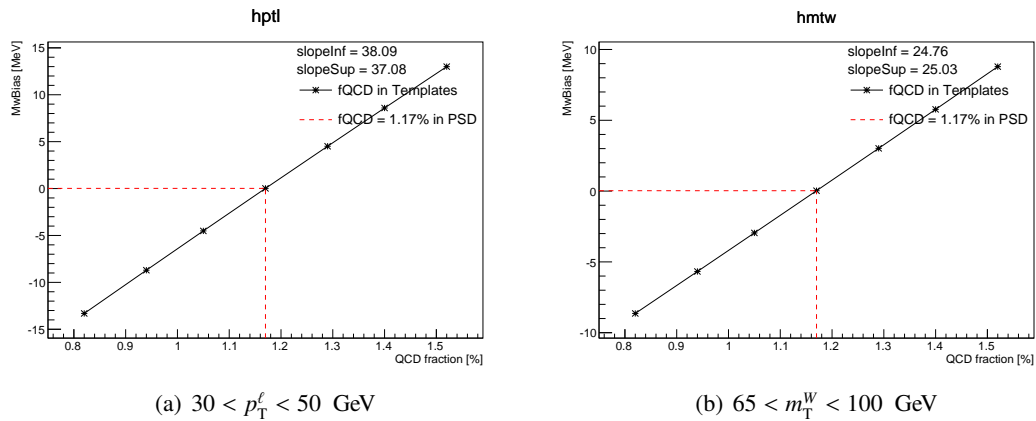 hptl
MwBias [MeV]
15
10
5
0
-5
-10
-15
slopeInf = 38.09
slopeSup = 37.08
fQCD in Templates
fQCD = 1.17% in PSD
0.8 0.9 1 1.1 1.2 1.3 1.4 1.5
QCD fraction [%]
(a) 30 < p_T^ℓ < 50 GeV
hmtw
MwBias [MeV]
10
5
0
-5
-10
slopeInf = 24.76
slopeSup = 25.03
fQCD in Templates
fQCD = 1.17% in PSD
0.8 0.9 1 1.1 1.2 1.3 1.4 1.5
QCD fraction [%]
(b) 65 < m_T^W < 100 GeV